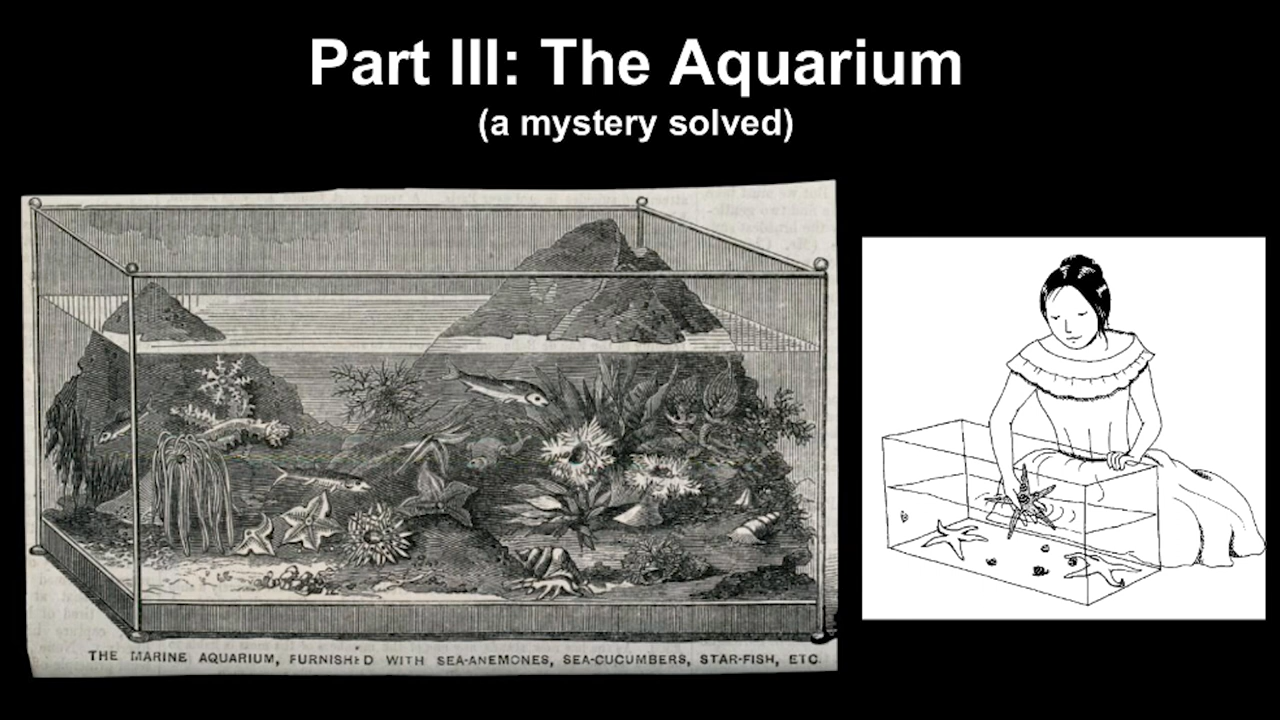 Part III: The Aquarium
(a mystery solved)
THE MARINE AQUARIUM, FURNISHED WITH SEA-ANEMONES, SEA-CUCUMBERS, STAR-FISH, ETC.